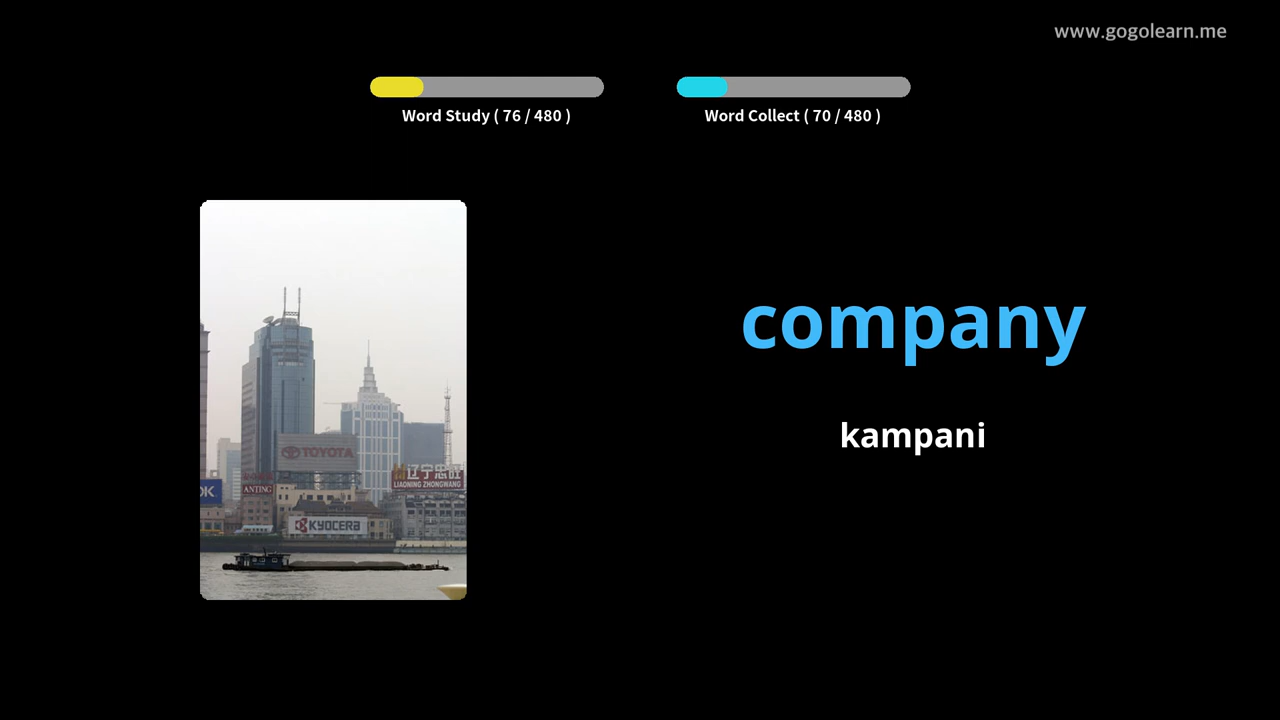 www.gogolearn.me
Word Study ( 76 / 480 )
Word Collect ( 70 / 480 )
company
kampani
TOYOTA
辽宁忠旺
LIAONING ZHONGWANG
OK
ANTING
KYOCERA